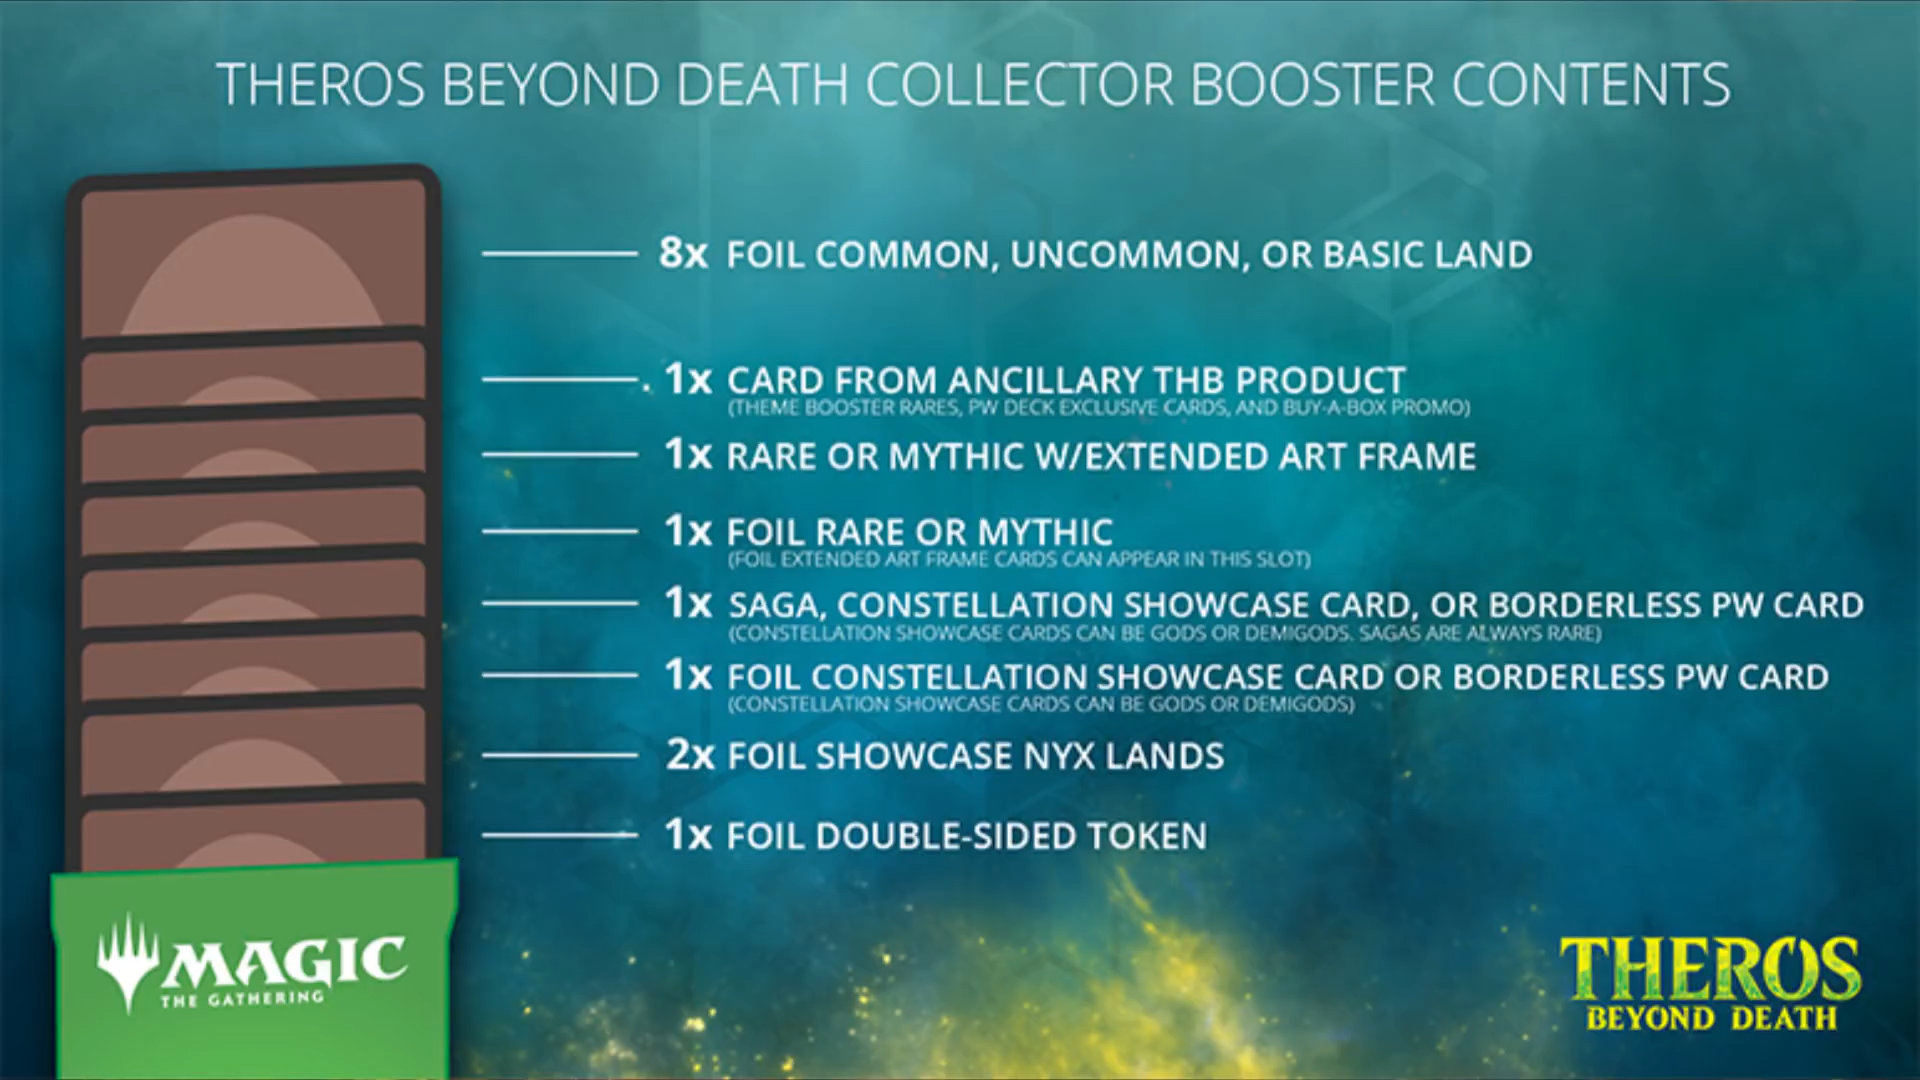 THEROS BEYOND DEATH COLLECTOR BOOSTER CONTENTS
8x FOIL COMMON, UNCOMMON, OR BASIC LAND
1x CARD FROM ANCILLARY THB PRODUCT
(THEME BOOSTER RARES, PW DECK EXCLUSIVE CARDS, AND BUY-A-BOX PROMO)
1x RARE OR MYTHIC W/EXTENDED ART FRAME
1x FOIL RARE OR MYTHIC
(FOIL EXTENDED ART FRAME CARDS CAN APPEAR IN THIS SLOT)
1x SAGA, CONSTELLATION SHOWCASE CARD, OR BORDERLESS PW CARD
(CONSTELLATION SHOWCASE CARDS CAN BE GODS OR DEMIGODS. SAGAS ARE ALWAYS RARE)
1x FOIL CONSTELLATION SHOWCASE CARD OR BORDERLESS PW CARD
(CONSTELLATION SHOWCASE CARDS CAN BE GODS OR DEMIGODS)
2x FOIL SHOWCASE NYX LANDS
1x FOIL DOUBLE-SIDED TOKEN
MAGIC
THE GATHERING
THEROS
BEYOND DEATH